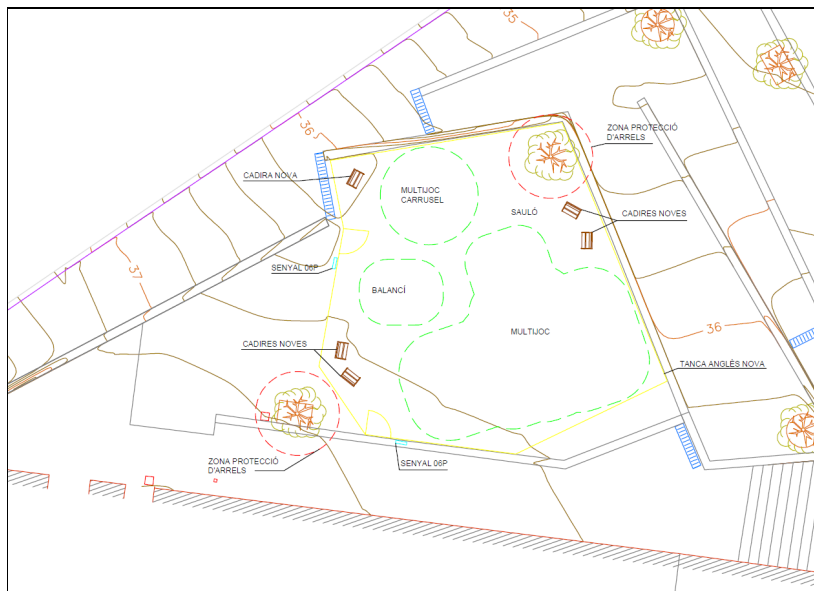 35
36
ZONA PROTECCIÓ
D'ARRELS
CADIRA NOVA
MULTIJOC
CARRUSEL
SAULÓ
CADIRES NOVES
37
SENYAL 06P
BALANCÍ
MULTIJOC
36
CADIRES NOVES
TANCA ANGLÈS NOVA
ZONA PROTECCIÓ
D'ARRELS
SENYAL 06P